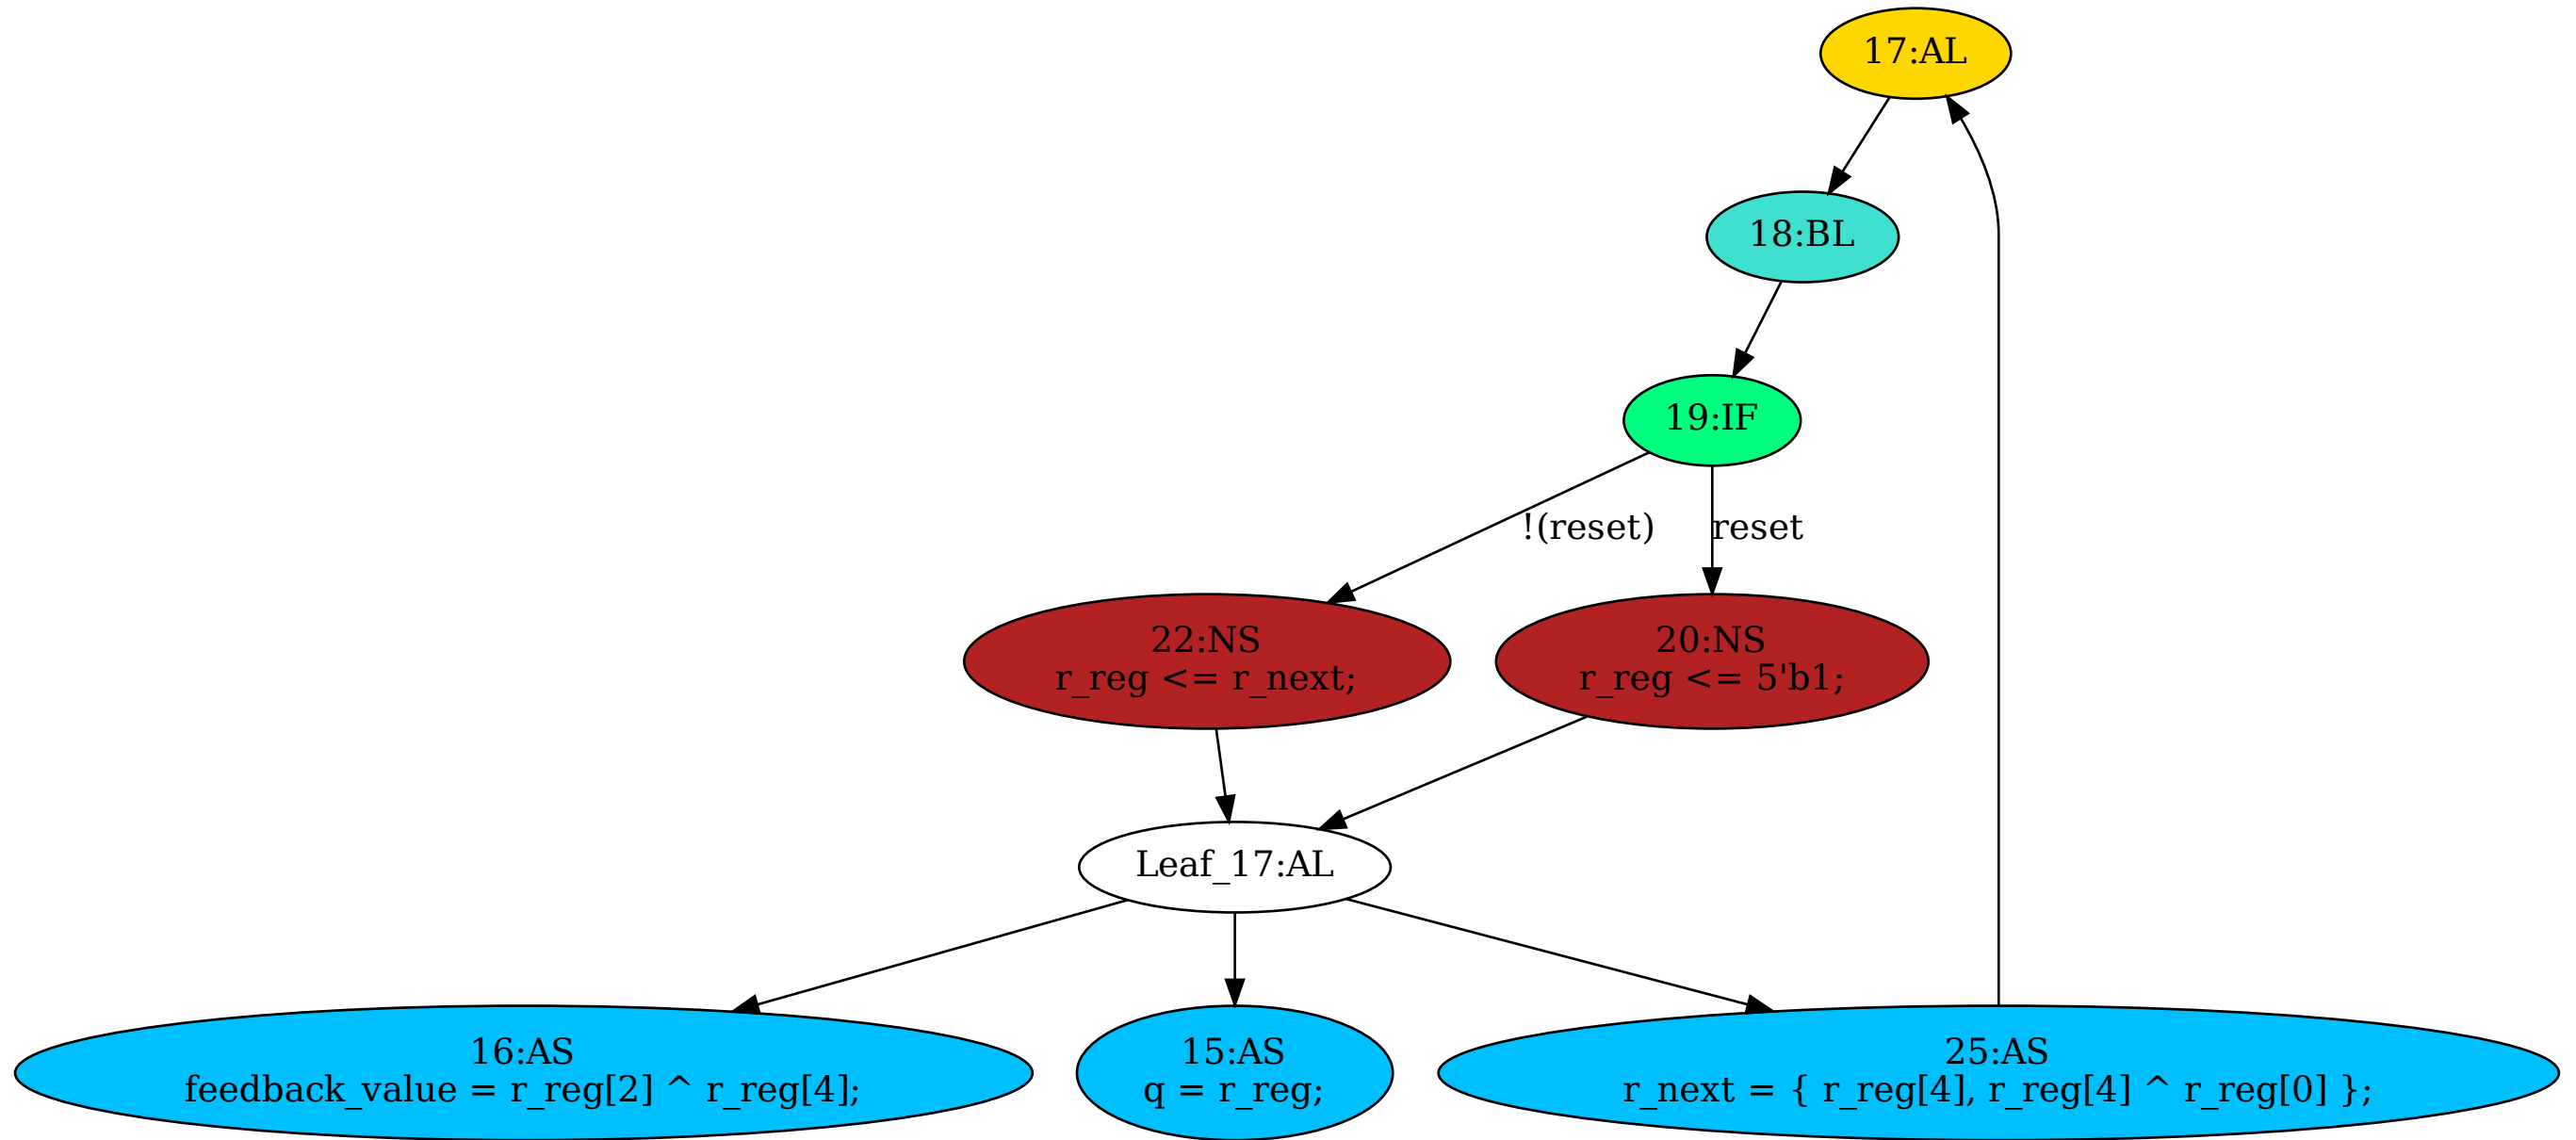 17:AL
18:BL
19:IF
!(reset)
reset
22:NS
r_reg <= r_next;
20:NS
r_reg <= 5'b1;
Leaf_17:AL
16:AS
feedback_value = r_reg[2] ^ r_reg[4];
15:AS
q = r_reg;
25:AS
r_next = { r_reg[4], r_reg[4] ^ r_reg[0] };